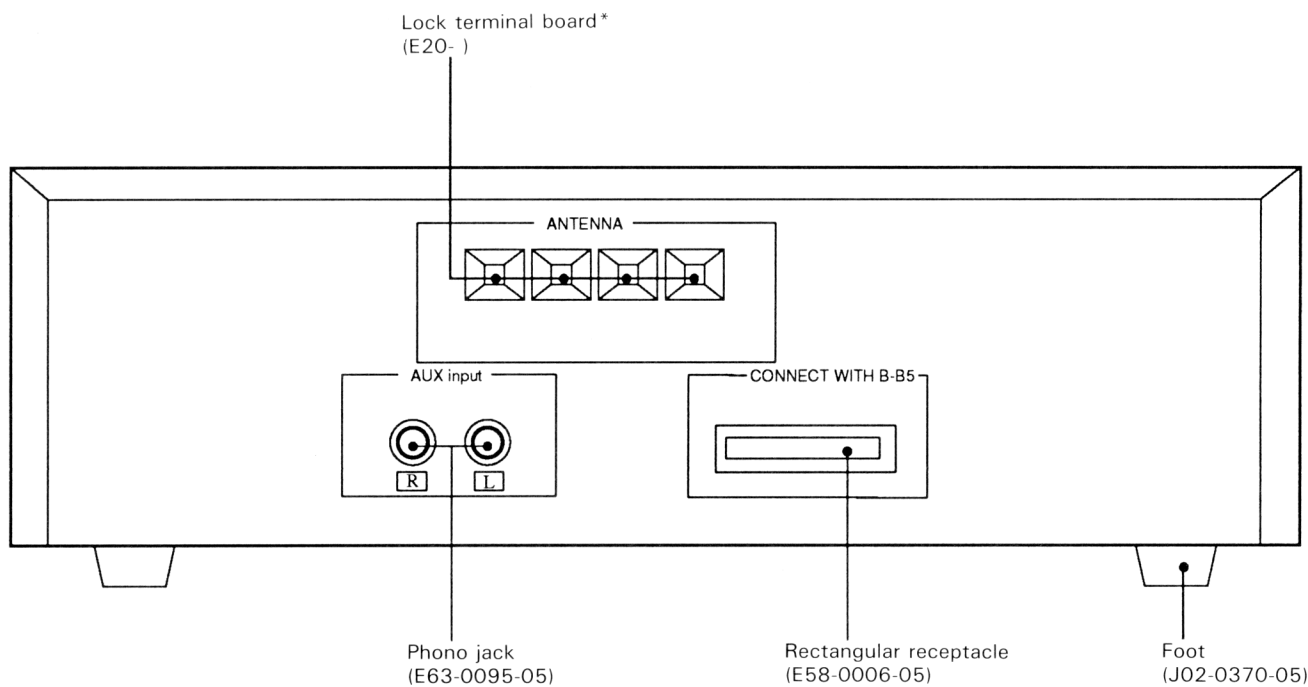 Lock terminal board*
(E20- )
ANTENNA
AUX input
CONNECT WITH B-B5
R
L
Phono jack
(E63-0095-05)
Rectangular receptacle
(E58-0006-05)
Foot
(J02-0370-05)